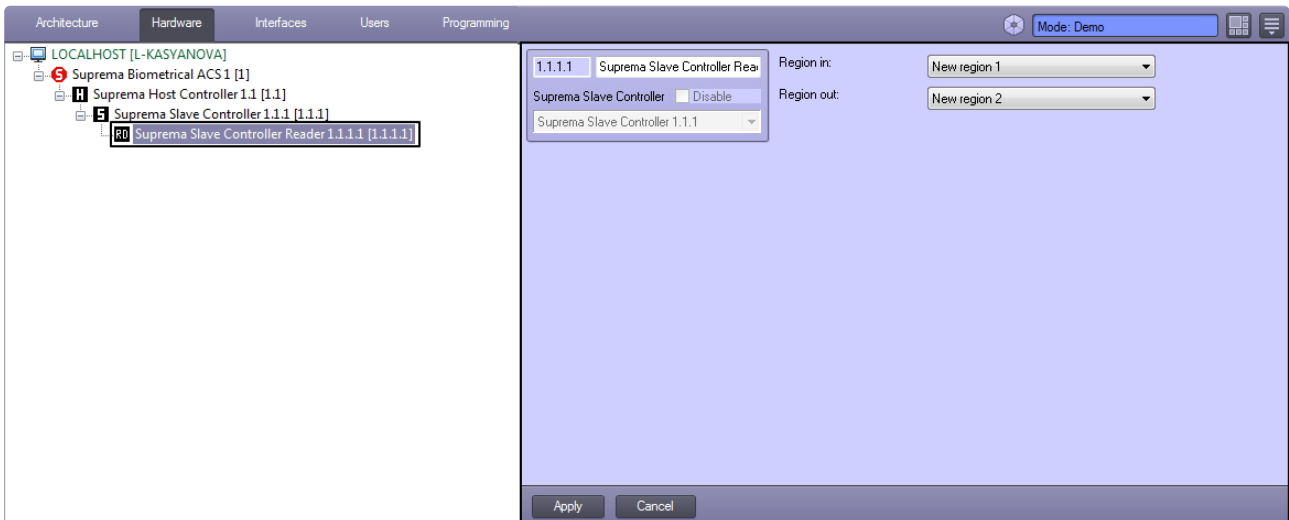 Architecture Hardware Interfaces Users Programming Mode: Demo
LOCALHOST [L-KASYANOVA]
S Suprema Biometrical ACS 1 [1]
H Suprema Host Controller 1.1 [1.1]
S Suprema Slave Controller 1.1.1 [1.1.1]
RD Suprema Slave Controller Reader 1.1.1.1 [1.1.1.1]
1.1.1.1 Suprema Slave Controller Rea
Suprema Slave Controller Disable
Suprema Slave Controller 1.1.1
Region in: New region 1
Region out: New region 2
Apply Cancel